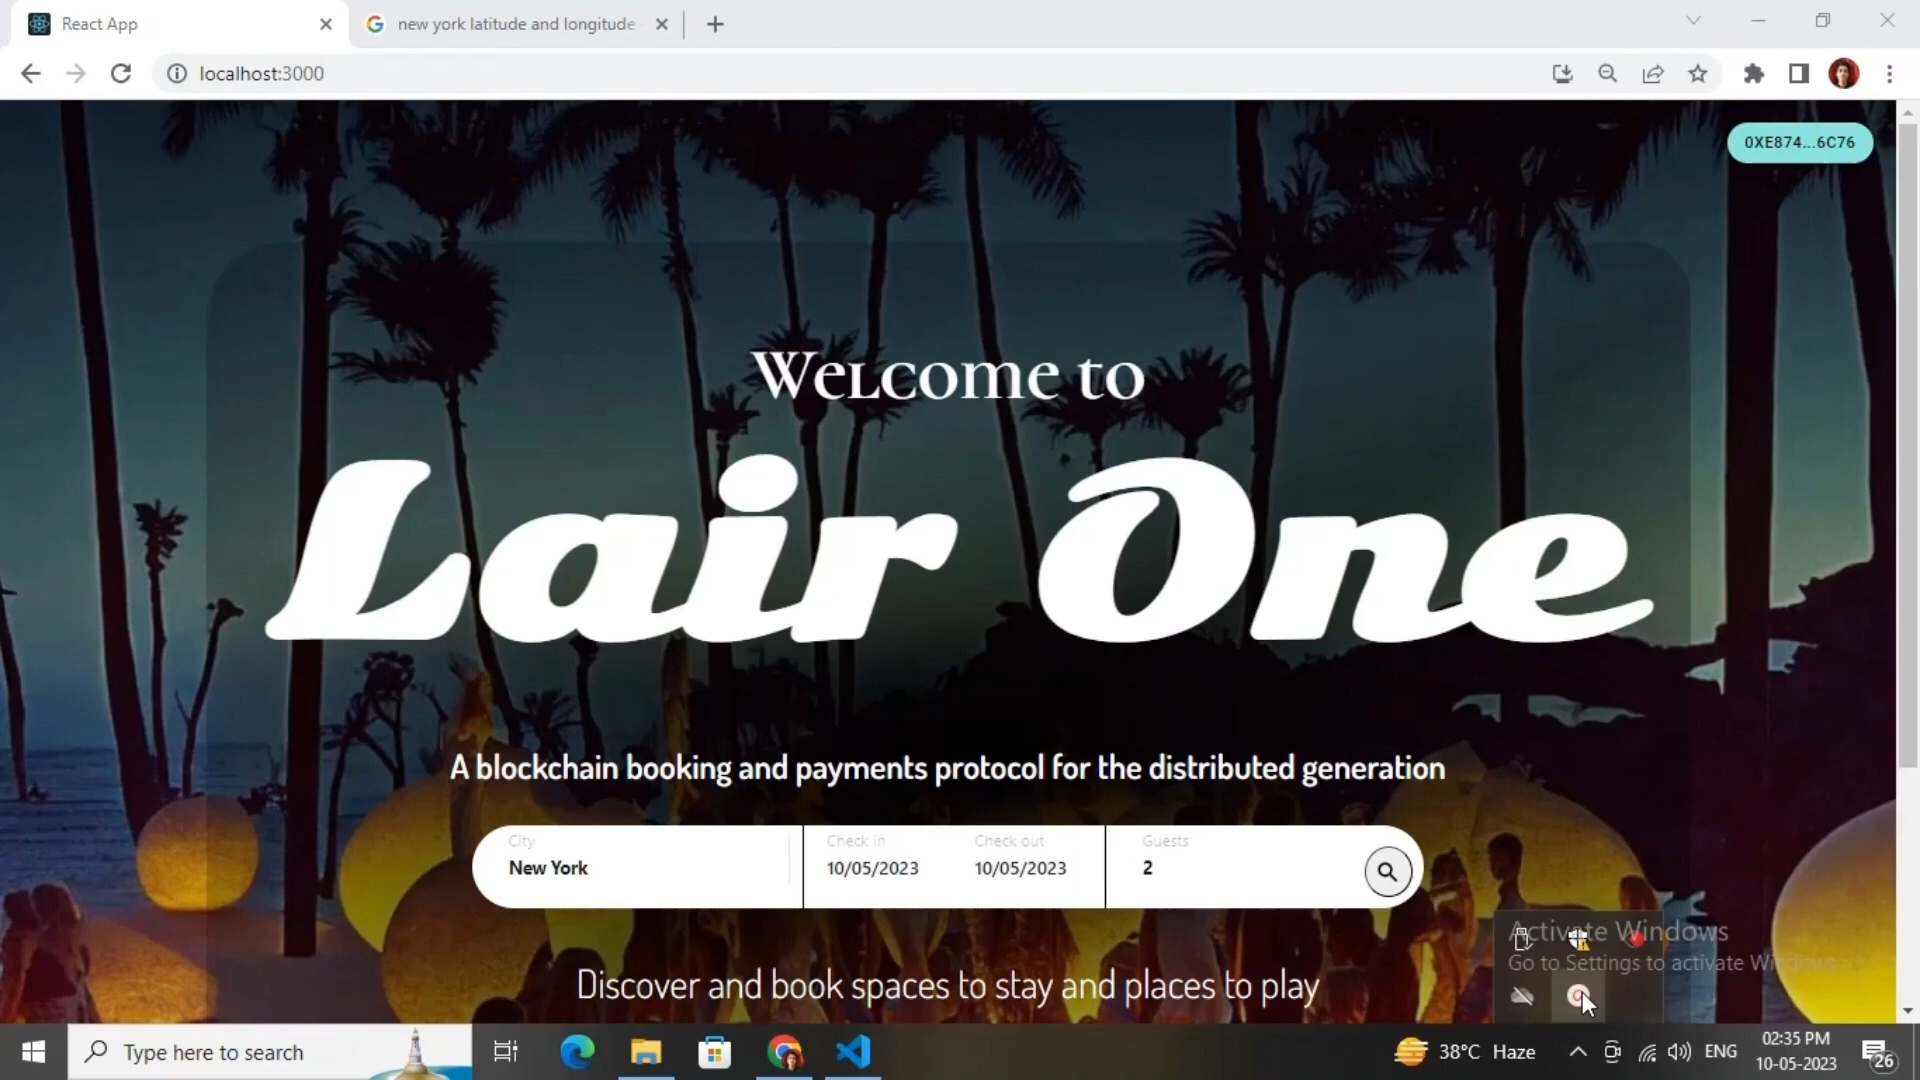 React App
new york latitude and longitude
localhost:3000
0XE874...6C76
Welcome to
Lair One
A blockchain booking and payments protocol for the distributed generation
City
Check in
Check out
Guests
New York
10/05/2023
10/05/2023
2
Activate Windows
Go to Settings to activate Windows.
Discover and book spaces to stay and places to play
Type here to search
38°C Haze
ENG
02:35 PM
10-05-2023
26